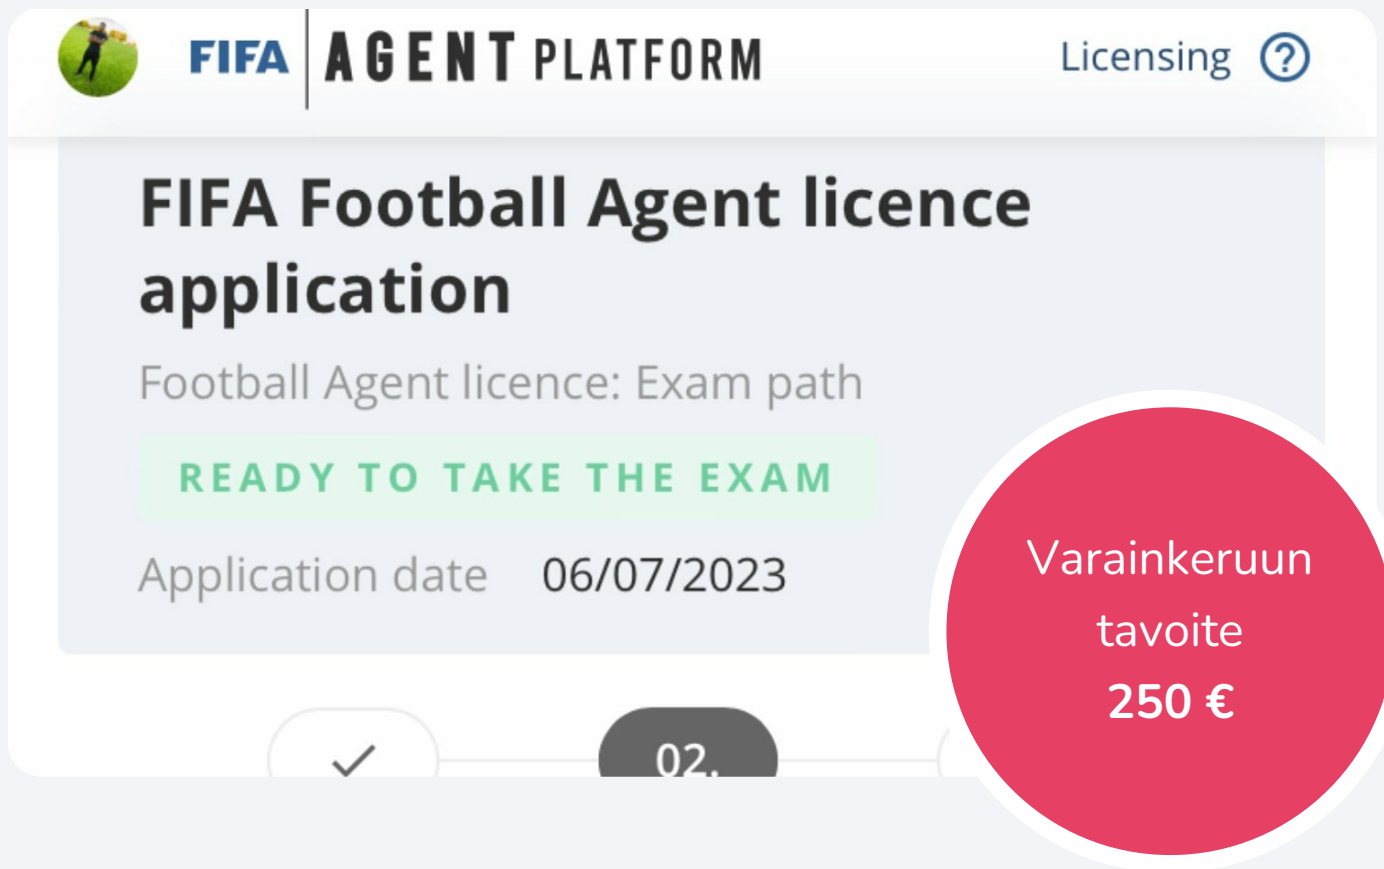 FIFA AGENT PLATFORM Licensing ?
FIFA Football Agent licence
application
Football Agent licence: Exam path
READY TO TAKE THE EXAM
Application date 06/07/2023
02.
Varainkeruun
tavoite
250 €